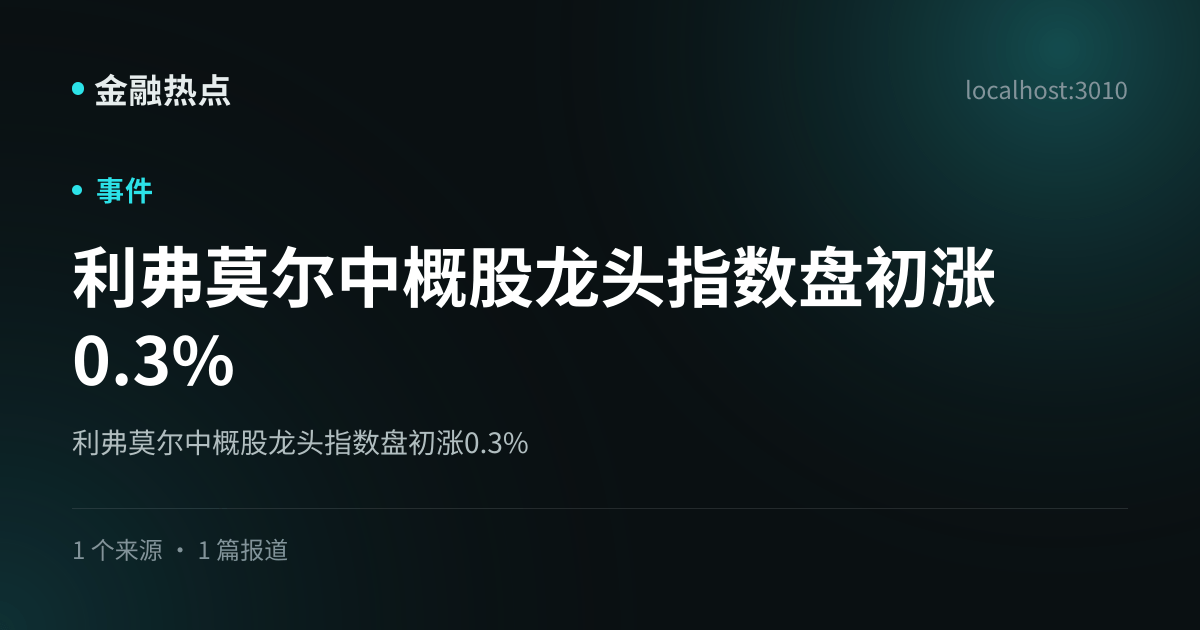 金融热点
localhost:3010
事件
利弗莫尔中概股龙头指数盘初涨
0.3%
利弗莫尔中概股龙头指数盘初涨0.3%
1 个来源 • 1 篇报道